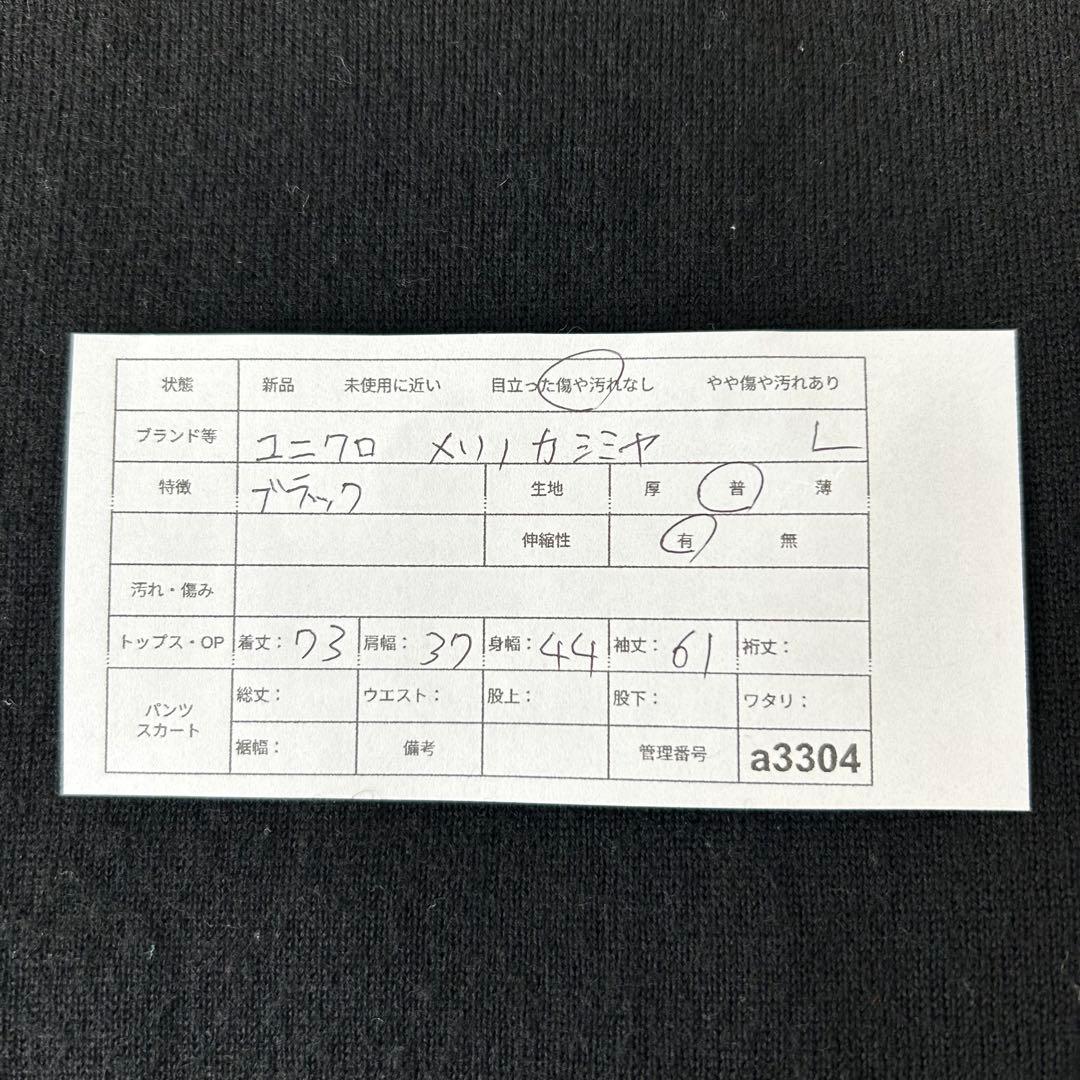 状態 新品 未使用に近い 目立った傷や汚れなし やや傷や汚れあり
ブランド等 ユニクロ メリノカシミヤ L
特徴 ブラック 生地 厚 普 薄
伸縮性 有 無
汚れ・傷み
トップス・OP 着丈：73 肩幅：37 身幅：44 袖丈：61 裄丈：
パンツ スカート 総丈： ウエスト： 股上： 股下： ワタリ：
裾幅： 備考 管理番号 a3304